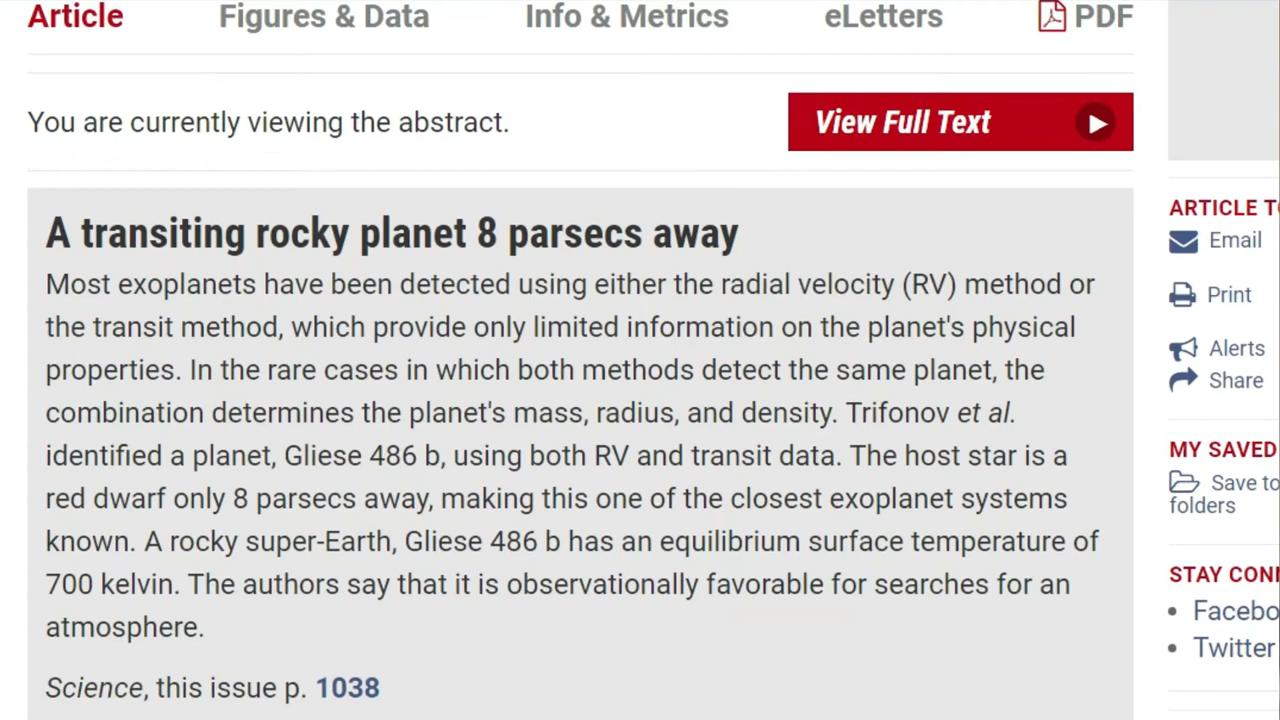 Article Figures & Data Info & Metrics eLetters PDF
You are currently viewing the abstract.
View Full Text
A transiting rocky planet 8 parsecs away
Most exoplanets have been detected using either the radial velocity (RV) method or
the transit method, which provide only limited information on the planet's physical
properties. In the rare cases in which both methods detect the same planet, the
combination determines the planet's mass, radius, and density. Trifonov et al.
identified a planet, Gliese 486 b, using both RV and transit data. The host star is a
red dwarf only 8 parsecs away, making this one of the closest exoplanet systems
known. A rocky super-Earth, Gliese 486 b has an equilibrium surface temperature of
700 kelvin. The authors say that it is observationally favorable for searches for an
atmosphere.
Science, this issue p. 1038
ARTICLE
Email
Print
Alerts
Share
MY SAVED
Save to
folders
STAY
Twitter